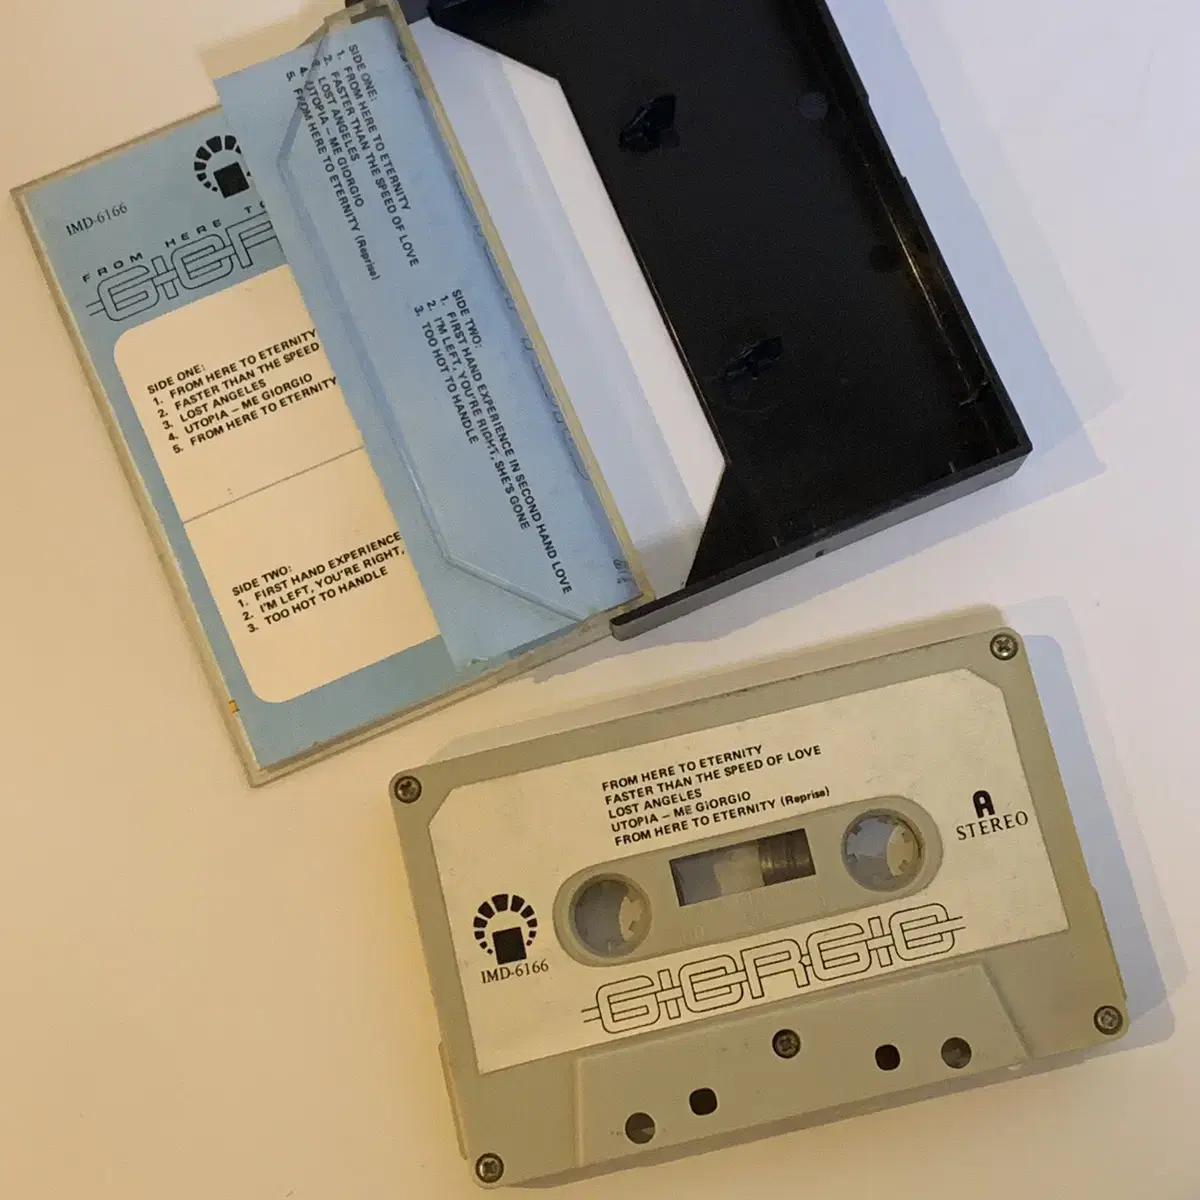 IMD-6166
FROM HERE TO
GIORG
SIDE ONE:
1. FROM HERE TO ETERNITY
2. FASTER THAN THE SPEED
3. LOST ANGELES
4. UTOPIA – ME GIORGIO
5. FROM HERE TO ETERNITY
SIDE TWO:
1. FIRST HAND EXPERIENCE
2. I'M LEFT, YOU'RE RIGHT,
3. TOO HOT TO HANDLE
SIDE ONE:
1. FROM HERE TO ETERNITY
2. FASTER THAN THE SPEED OF LOVE
3. LOST ANGELES
4. UTOPIA – ME GIORGIO
5. FROM HERE TO ETERNITY (Reprise)
SIDE TWO:
1. FIRST HAND EXPERIENCE IN SECOND HAND LOVE
2. I'M LEFT, YOU'RE RIGHT, SHE'S GONE
3. TOO HOT TO HANDLE
FROM HERE TO ETERNITY
FASTER THAN THE SPEED OF LOVE
LOST ANGELES
UTOPIA – ME GIORGIO
FROM HERE TO ETERNITY (Reprise)
A
STEREO
IMD-6166
GIORGIO